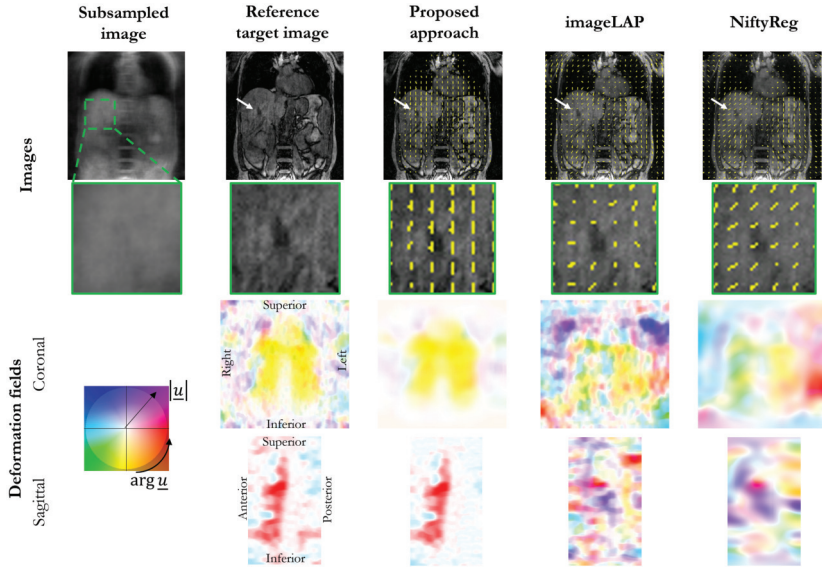 Subsampled
image
Reference
target image
Proposed
approach
imageLAP
NiftyReg
Images
Deformation fields
Coronal
Sagittal
Superior
Right
Left
Inferior
|u|
arg u
Superior
Anterior
Posterior
Inferior